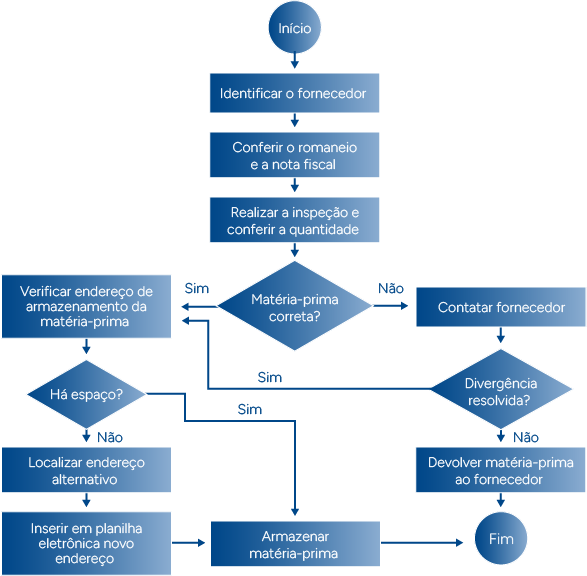 Início
Identificar o fornecedor
Conferir o romaneio
e a nota fiscal
Realizar a inspeção e
conferir a quantidade
Matéria-prima
correta?
Sim
Não
Verificar endereço de
armazenamento da
matéria-prima
Contatar fornecedor
Há espaço?
Sim
Divergência
resolvida?
Sim
Não
Não
Localizar endereço
alternativo
Devolver matéria-prima
ao fornecedor
Inserir em planilha
eletrônica novo
endereço
Armazenar
matéria-prima
Fim